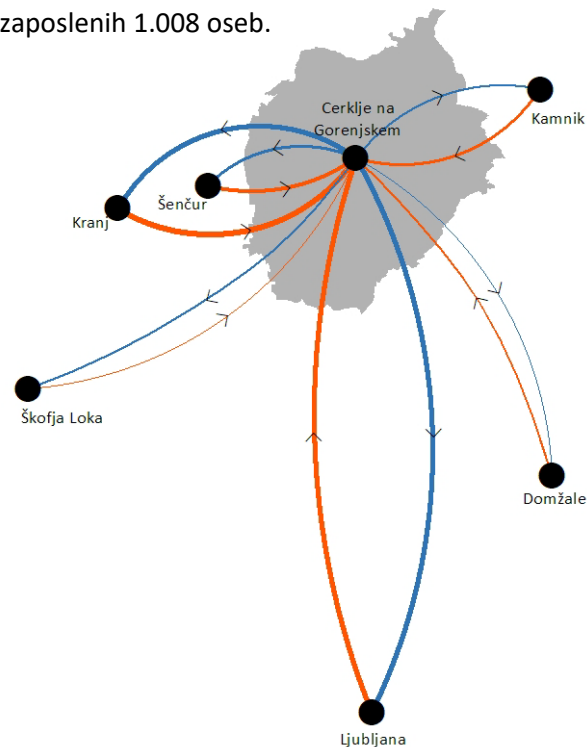 zaposlenih 1.008 oseb.
Cerklje na
Gorenjskem
Kamnik
Šenčur
Kranj
Škofja Loka
Domžale
Ljubljana